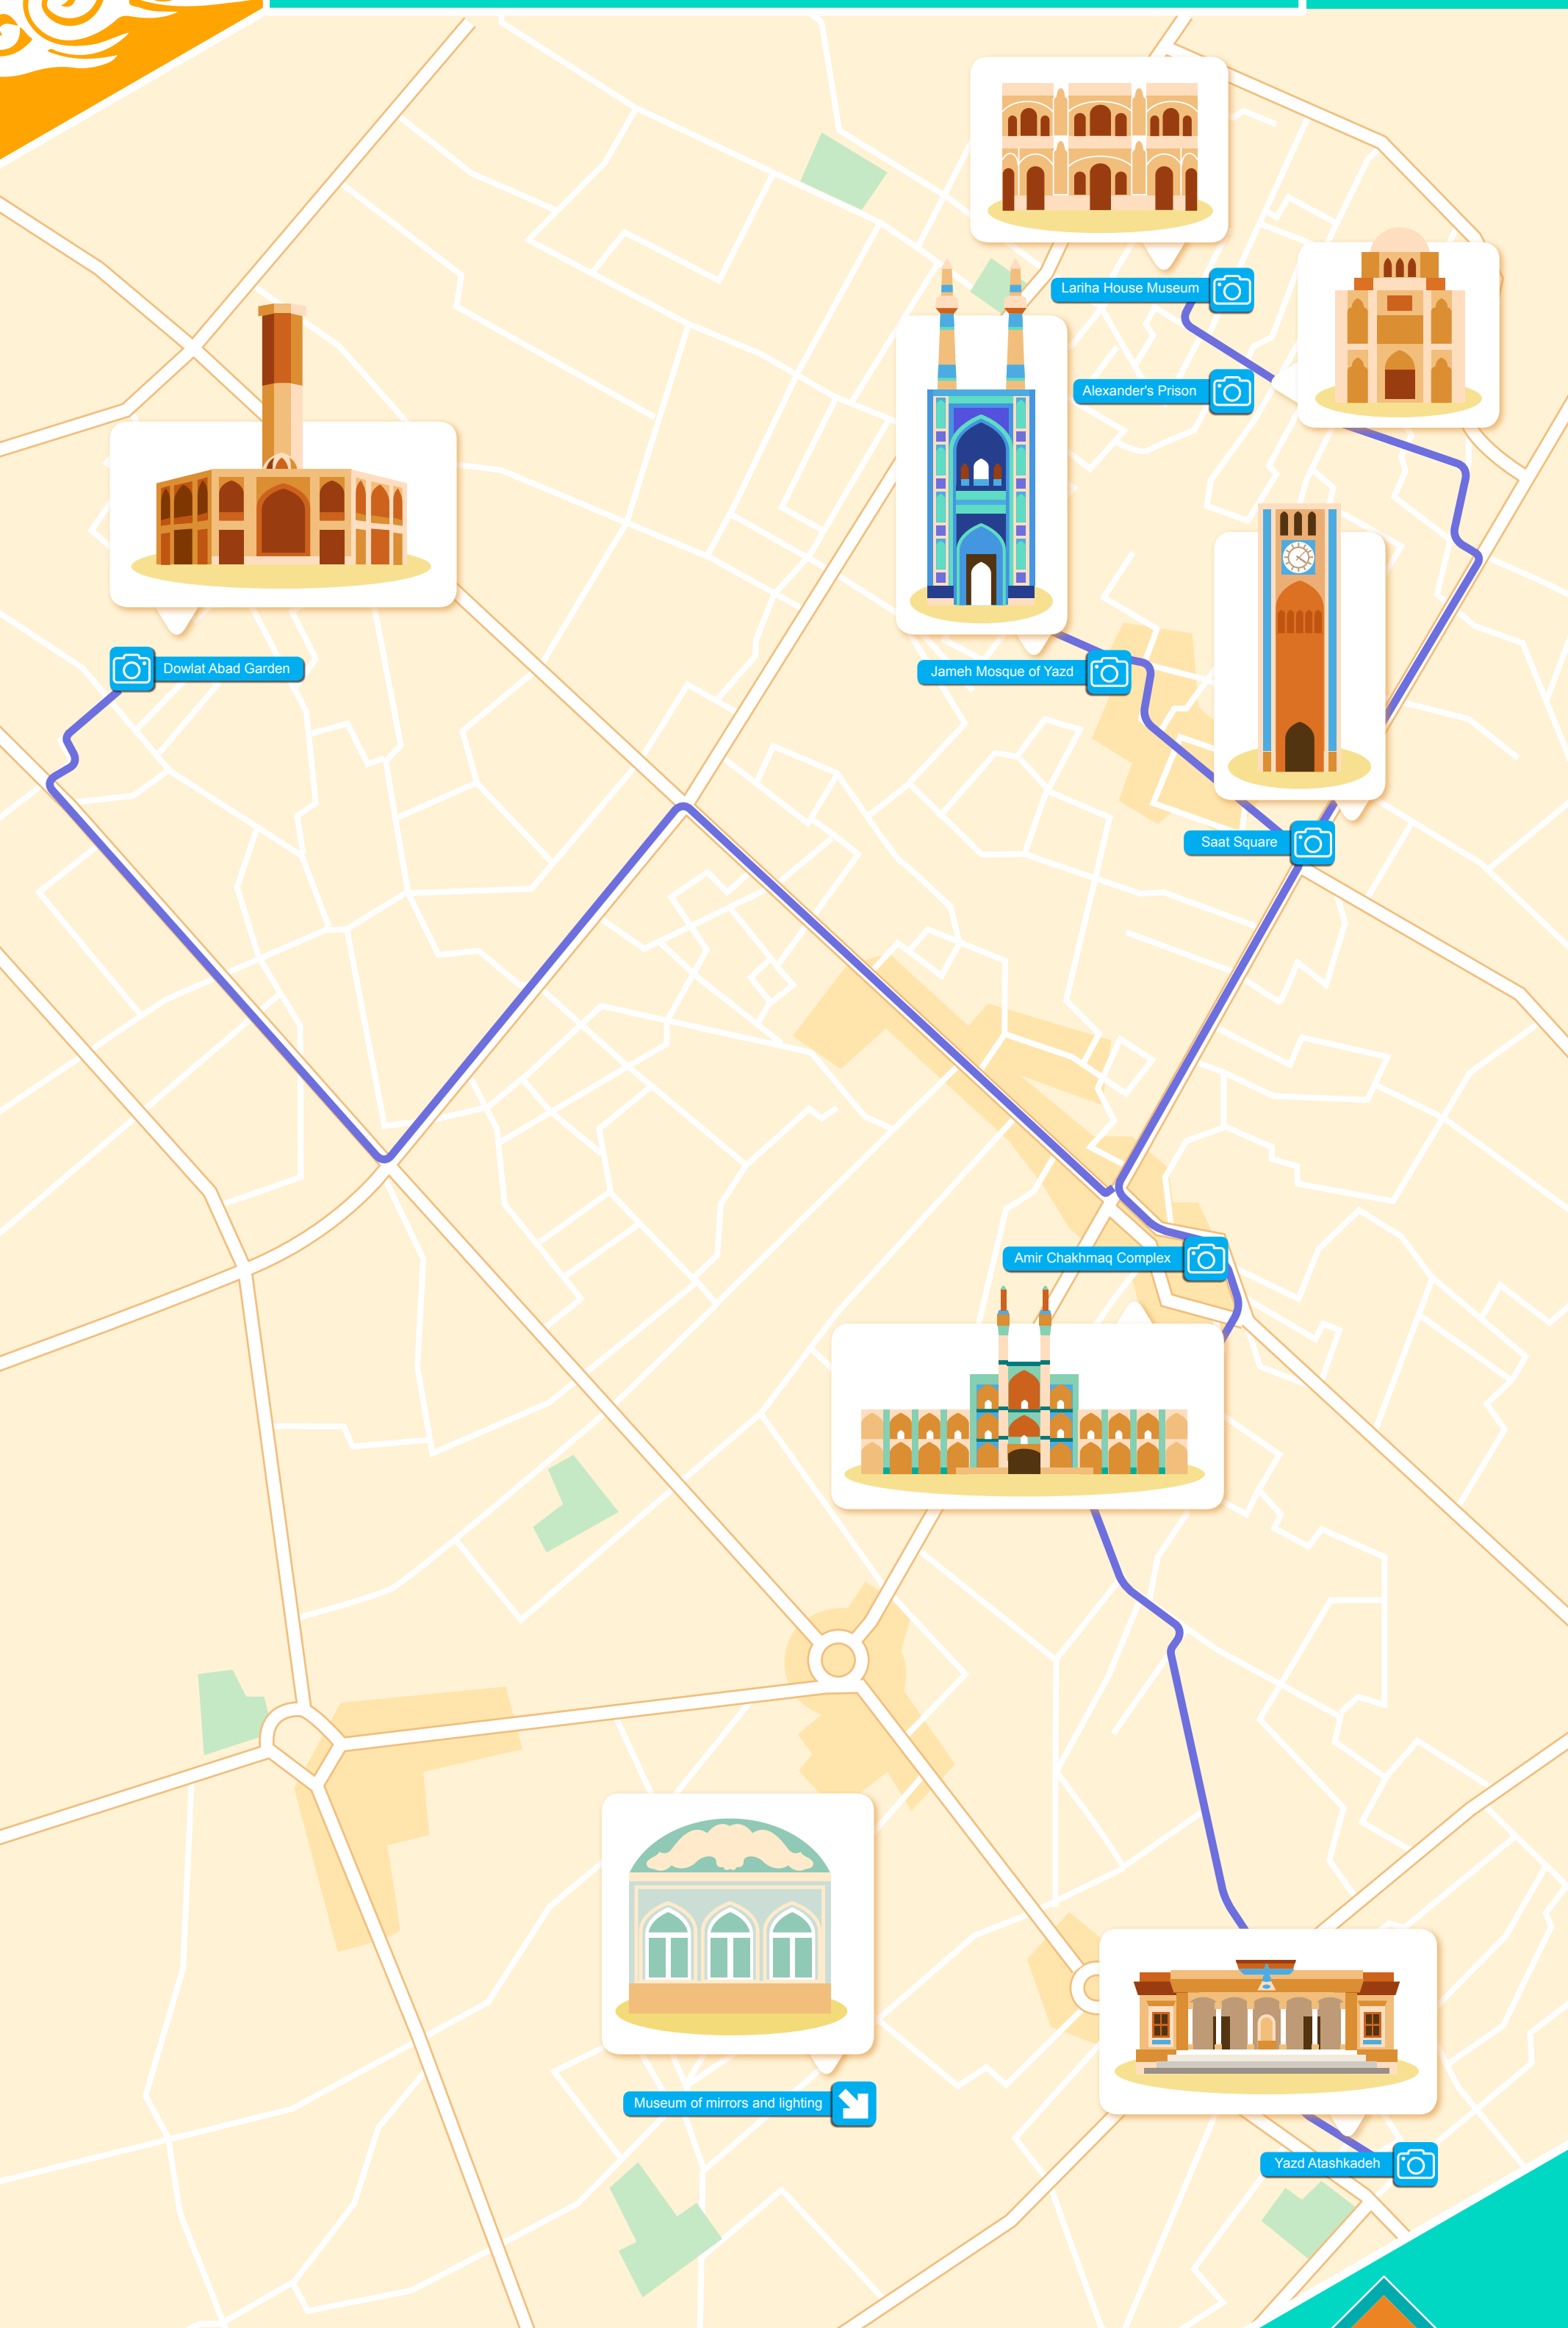 Lariha House Museum
Alexander's Prison
Dowlat Abad Garden
Jameh Mosque of Yazd
Saat Square
Amir Chakhmaq Complex
Museum of mirrors and lighting
Yazd Atashkadeh